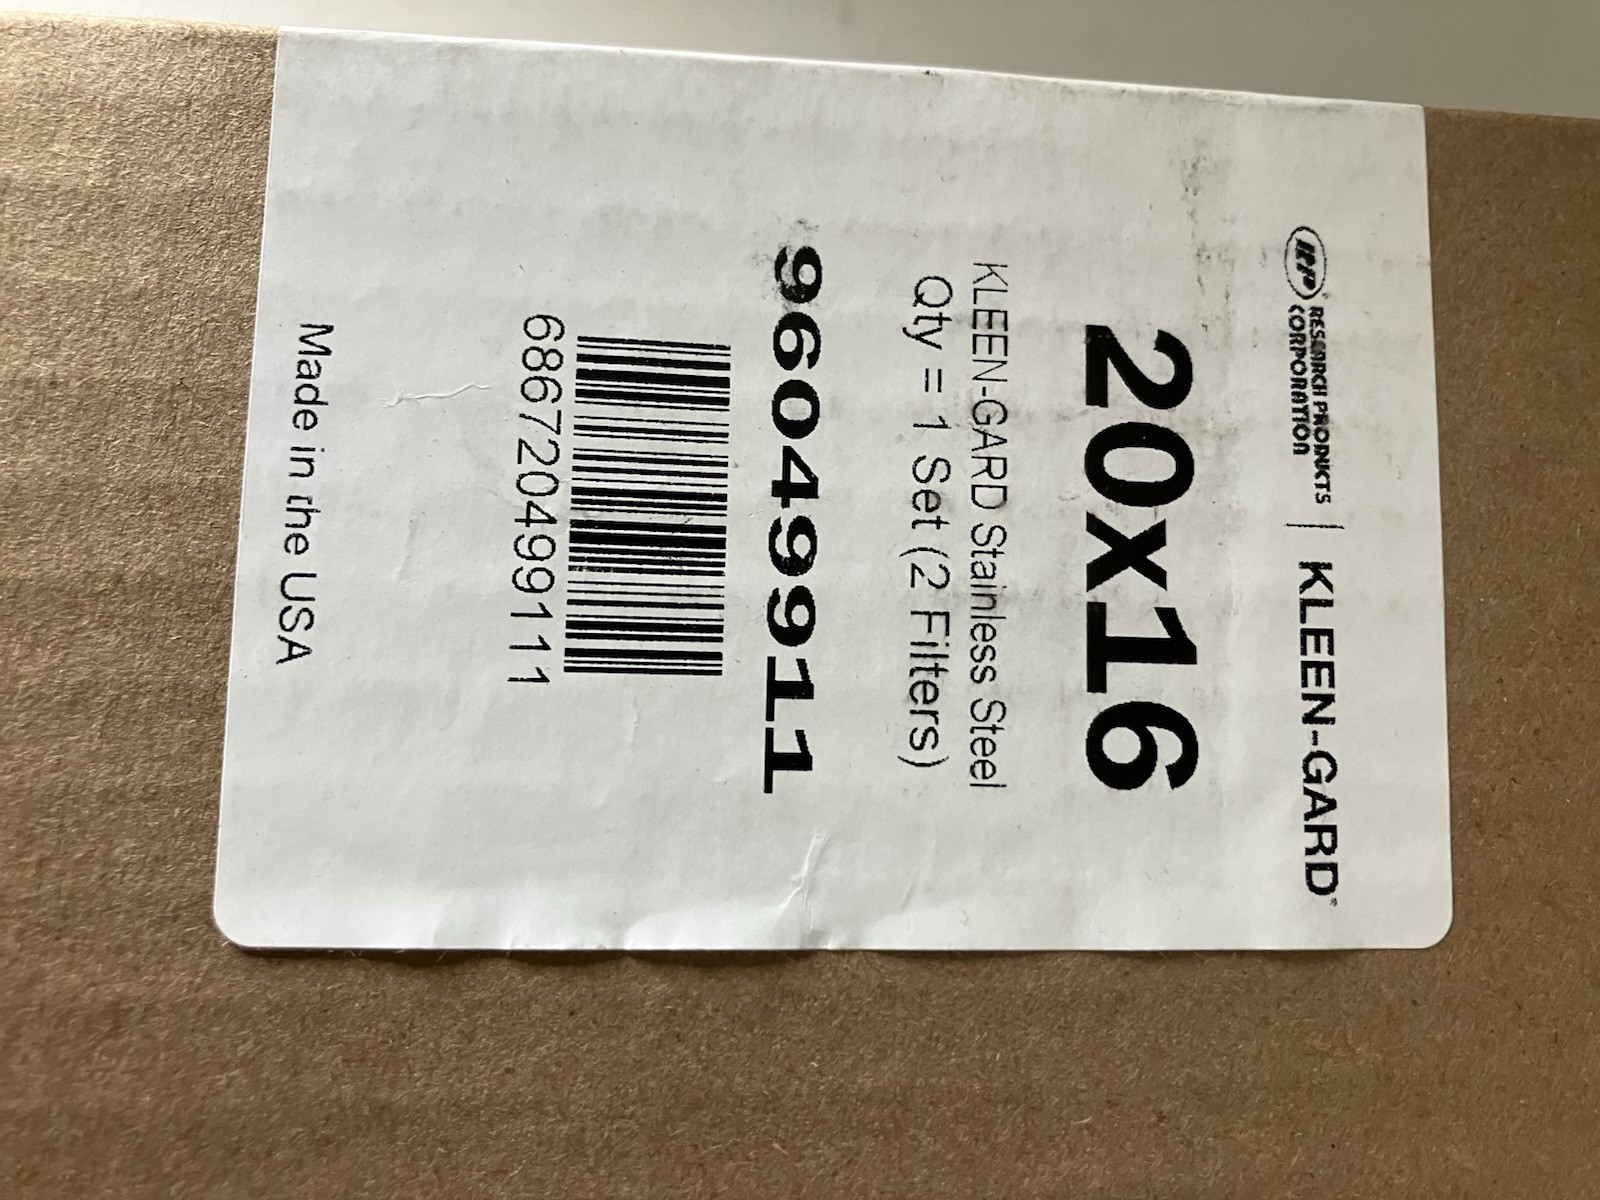 RP® RESEARCH PRODUCTS
CORPORATION
KLEEN-GARD®
20x16
KLEEN-GARD Stainless Steel
Qty = 1 Set (2 Filters)
96049911
686720499111
Made in the USA